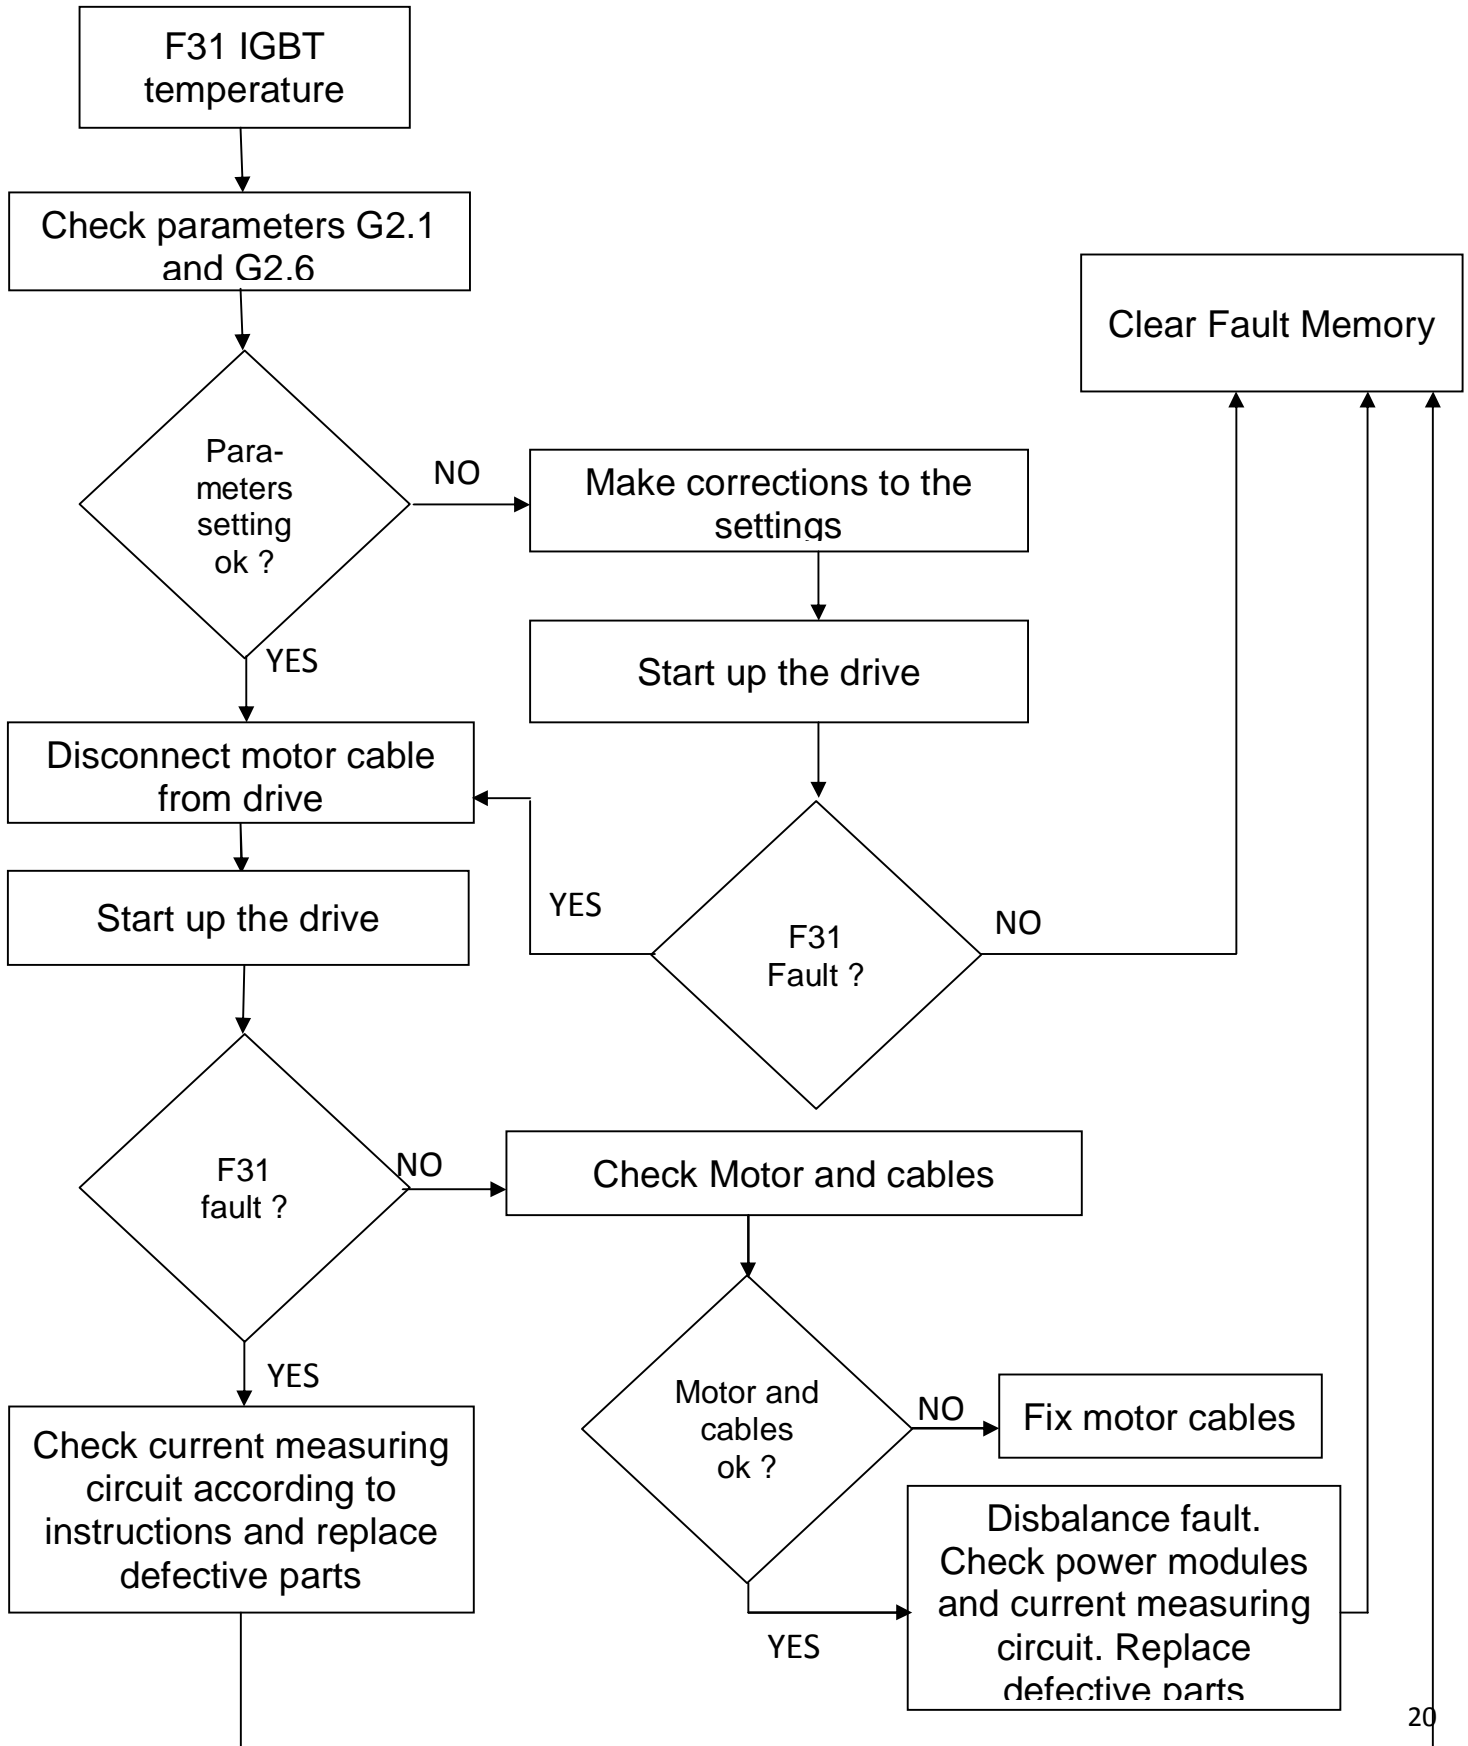 F31 IGBT
temperature
Check parameters G2.1
and G2.6
Clear Fault Memory
Para-
meters
setting
ok ?
NO
Make corrections to the
settings
YES
Start up the drive
Disconnect motor cable
from drive
Start up the drive
YES
F31
Fault ?
NO
F31
fault ?
NO
Check Motor and cables
YES
Motor and
cables
ok ?
NO
Fix motor cables
Check current measuring
circuit according to
instructions and replace
defective parts
YES
Disbalance fault.
Check power modules
and current measuring
circuit. Replace
defective parts
20